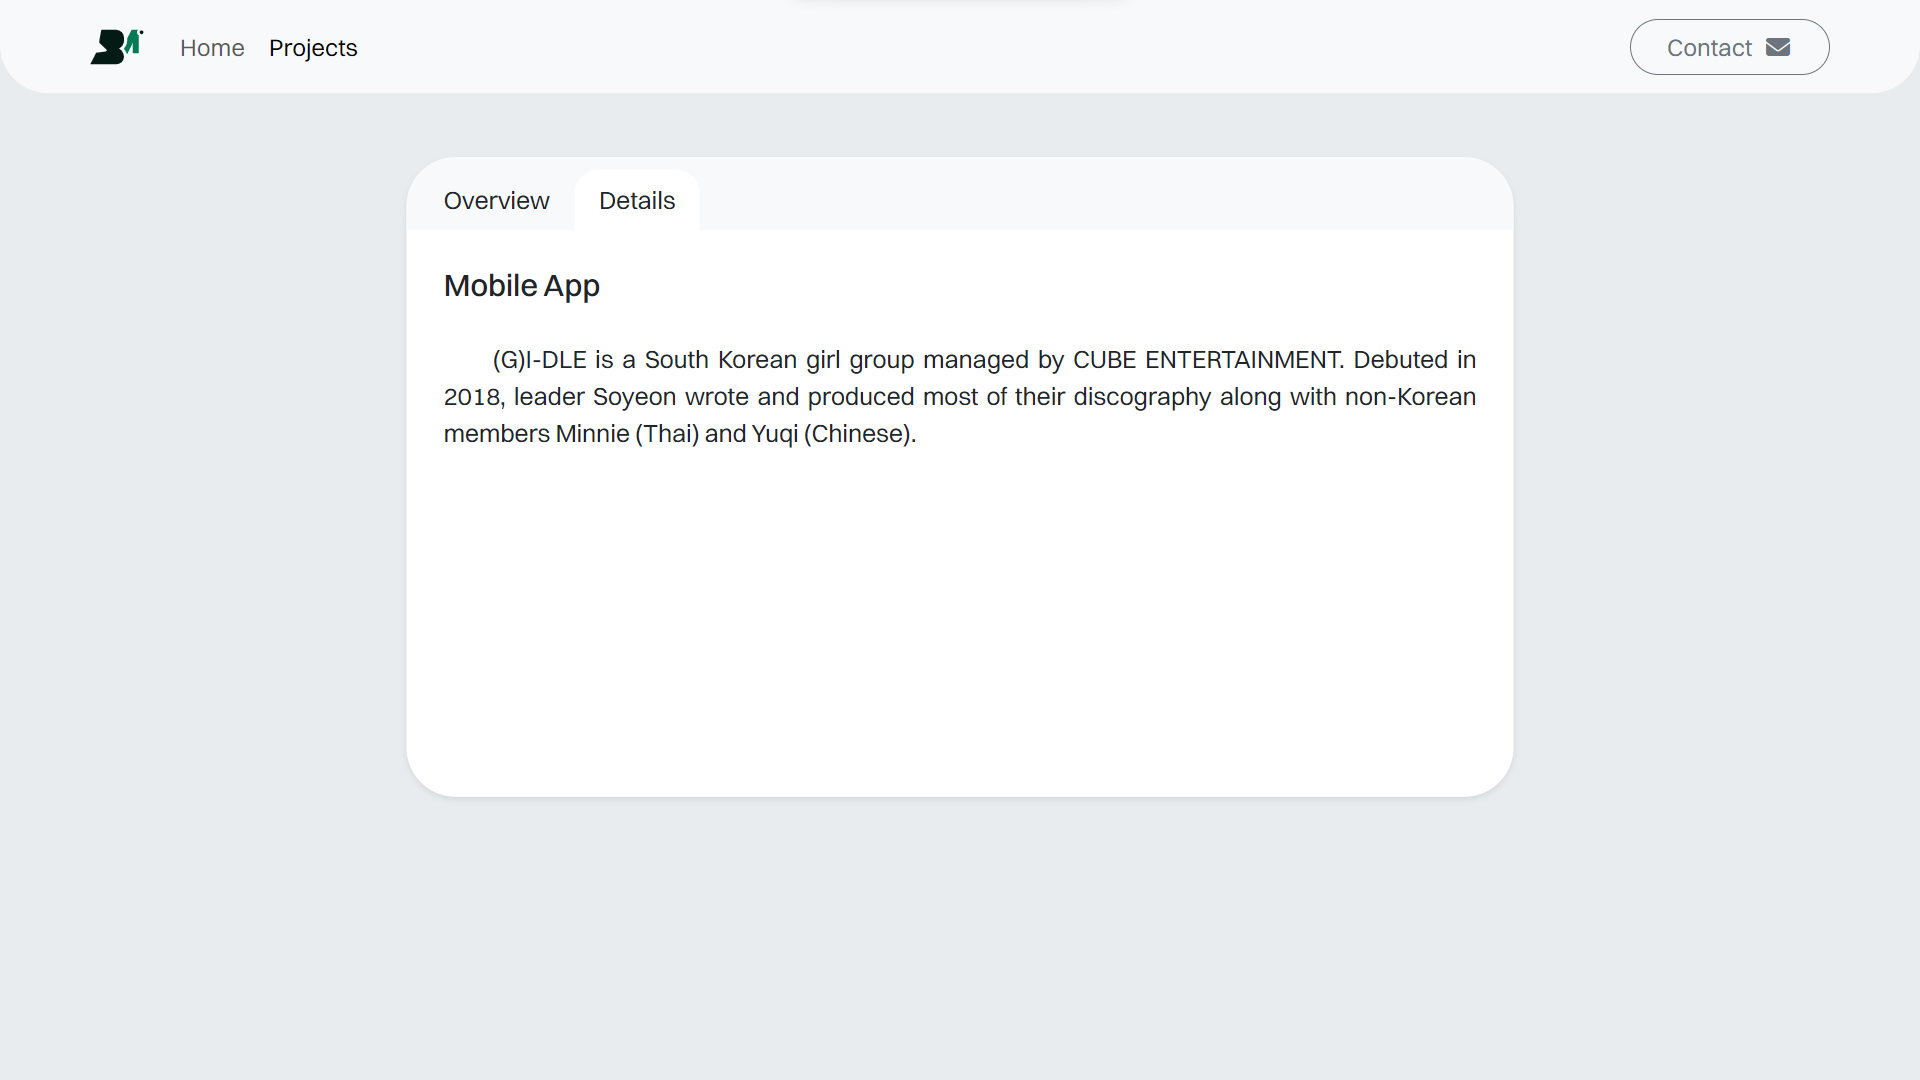 Home Projects Contact
Overview Details
Mobile App
(G)I-DLE is a South Korean girl group managed by CUBE ENTERTAINMENT. Debuted in
2018, leader Soyeon wrote and produced most of their discography along with non-Korean
members Minnie (Thai) and Yuqi (Chinese).